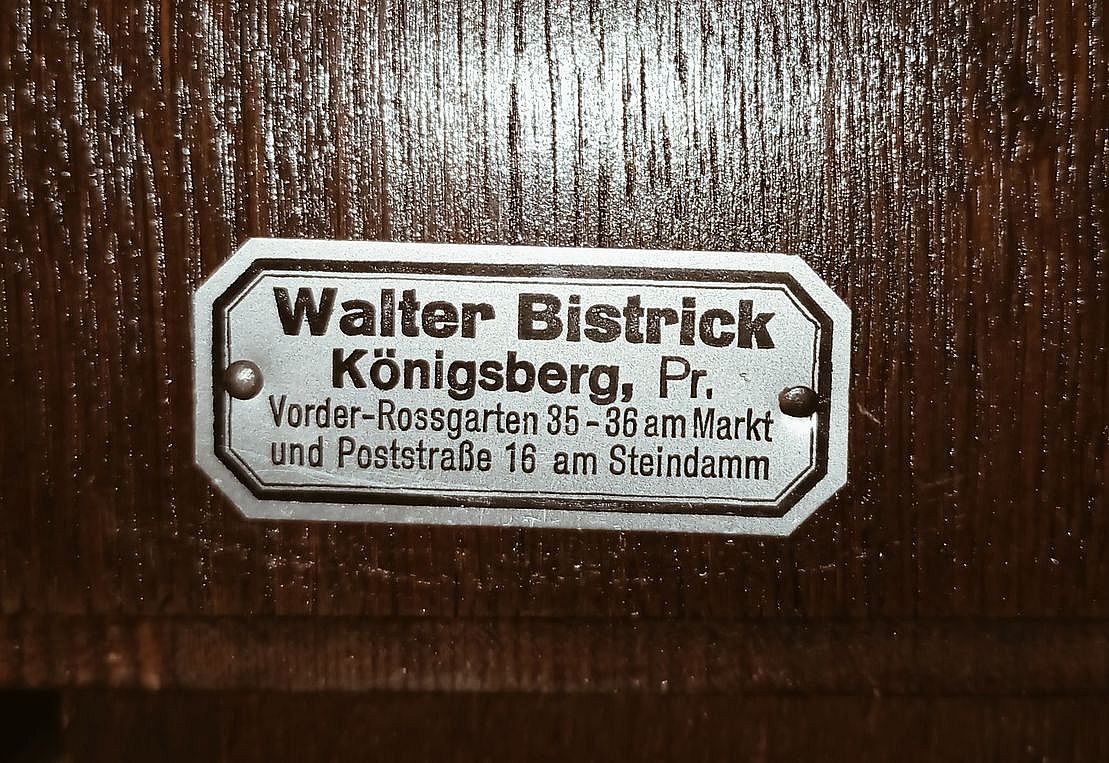 Walter Bistrick
Königsberg, Pr.
Vorder-Rossgarten 35-36 am Markt
und Poststraße 16 am Steindamm